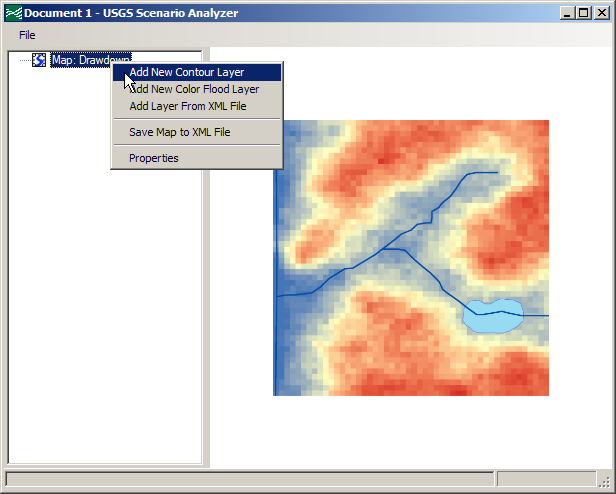 Document 1 - USGS Scenario Analyzer
File
Map: Drawdown
Add New Contour Layer
Add New Color Flood Layer
Add Layer From XML File
Save Map to XML File
Properties